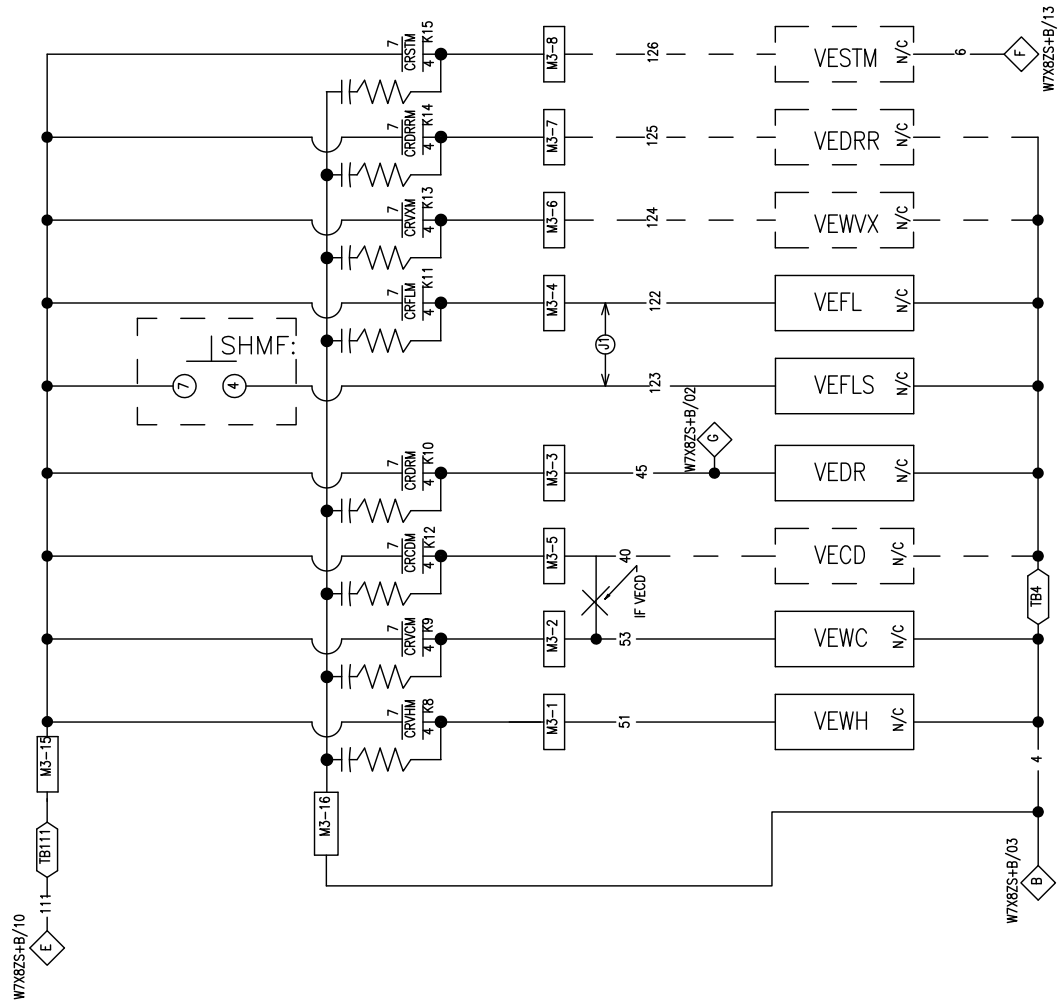 W7X8ZS+B/10
E
111
TB111
M3-15
M3-16
7
CRVHM
4
K8
7
CRVCM
4
K9
7
CRCDM
4
K12
7
CRDRM
4
K10
7
4
SHMF:
7
CRFLM
4
K11
7
CRVXM
4
K13
7
CRDRRM
4
K14
7
CRSTM
4
K15
M3-1
M3-2
M3-5
M3-3
M3-4
M3-6
M3-7
M3-8
51
53
40
IF VECD
45
W7X8ZS+B/02
G
123
J1
122
124
125
126
VEWH
N/C
VEWC
N/C
VECD
N/C
VEDR
N/C
VEFLS
N/C
VEFL
N/C
VEWVX
N/C
VEDRR
N/C
VESTM
N/C
6
F
W7X8ZS+B/13
W7X8ZS+B/03
B
4
TB4